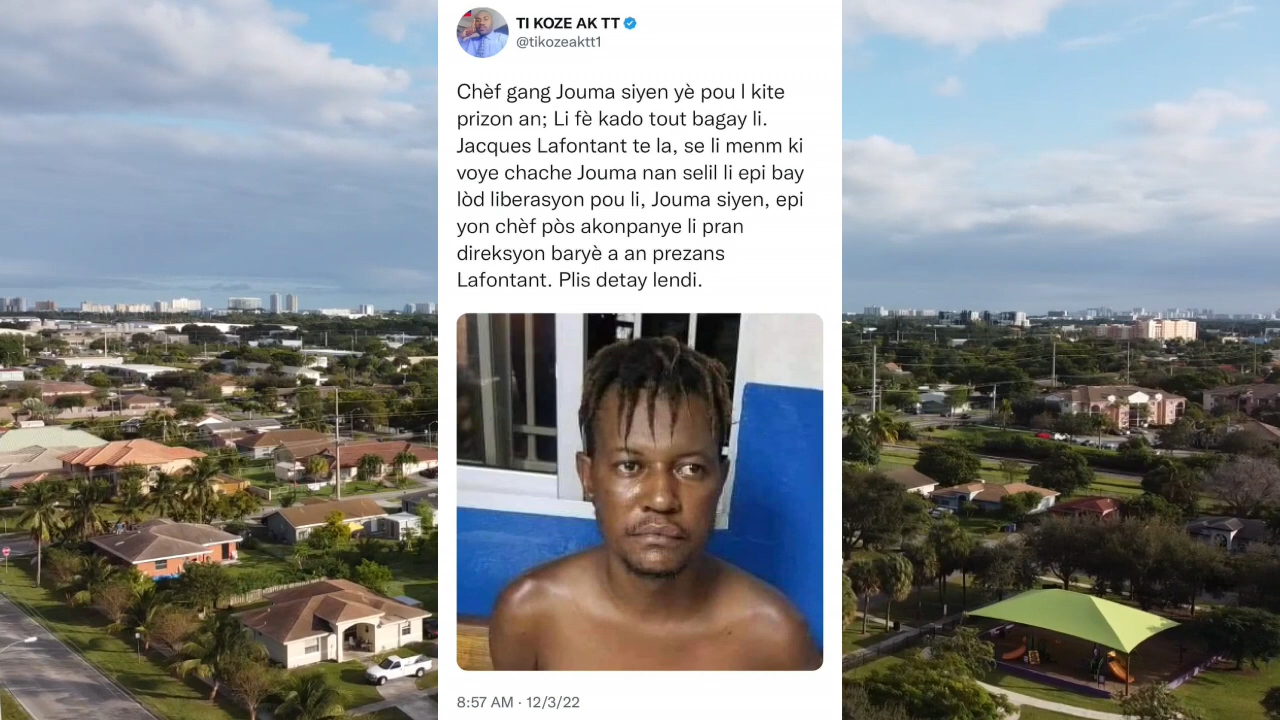 TI KOZE AK TT
@tikozeaktt1
Chèf gang Jouma siyen yè pou l kite
prizon an; Li fè kado tout bagay li.
Jacques Lafontant te la, se li menm ki
voye chache Jouma nan selil li epi bay
lòd liberasyon pou li, Jouma siyen, epi
yon chèf pòs akonpanye li pran
direksyon baryè a an prezans
Lafontant. Plis detay lendi.
8:57 AM · 12/3/22